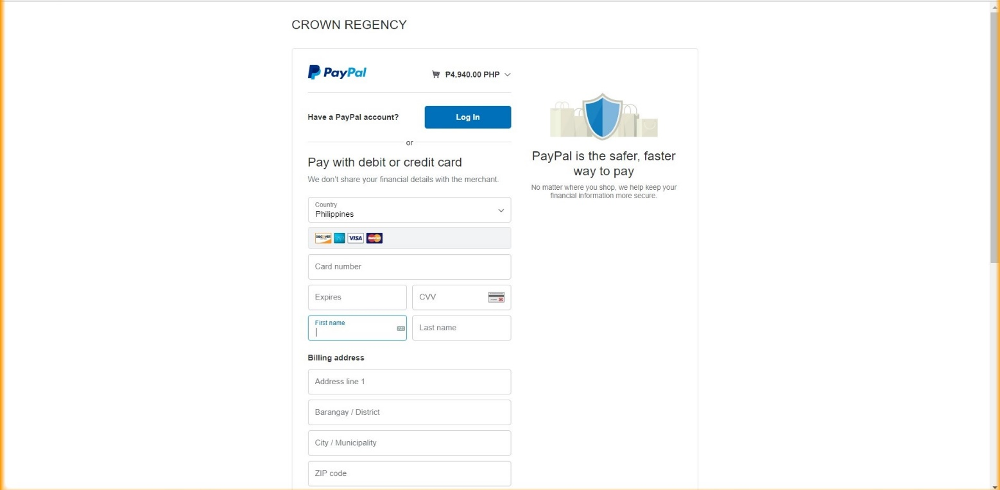 CROWN REGENCY
PayPal
₱4,940.00 PHP
Have a PayPal account?
Log In
or
Pay with debit or credit card
We don't share your financial details with the merchant.
Country
Philippines
DISCOVER
VISA
MasterCard
Card number
Expires
CVV
First name
Last name
Billing address
Address line 1
Barangay / District
City / Municipality
ZIP code
PayPal is the safer, faster
way to pay
No matter where you shop, we help keep your
financial information more secure.